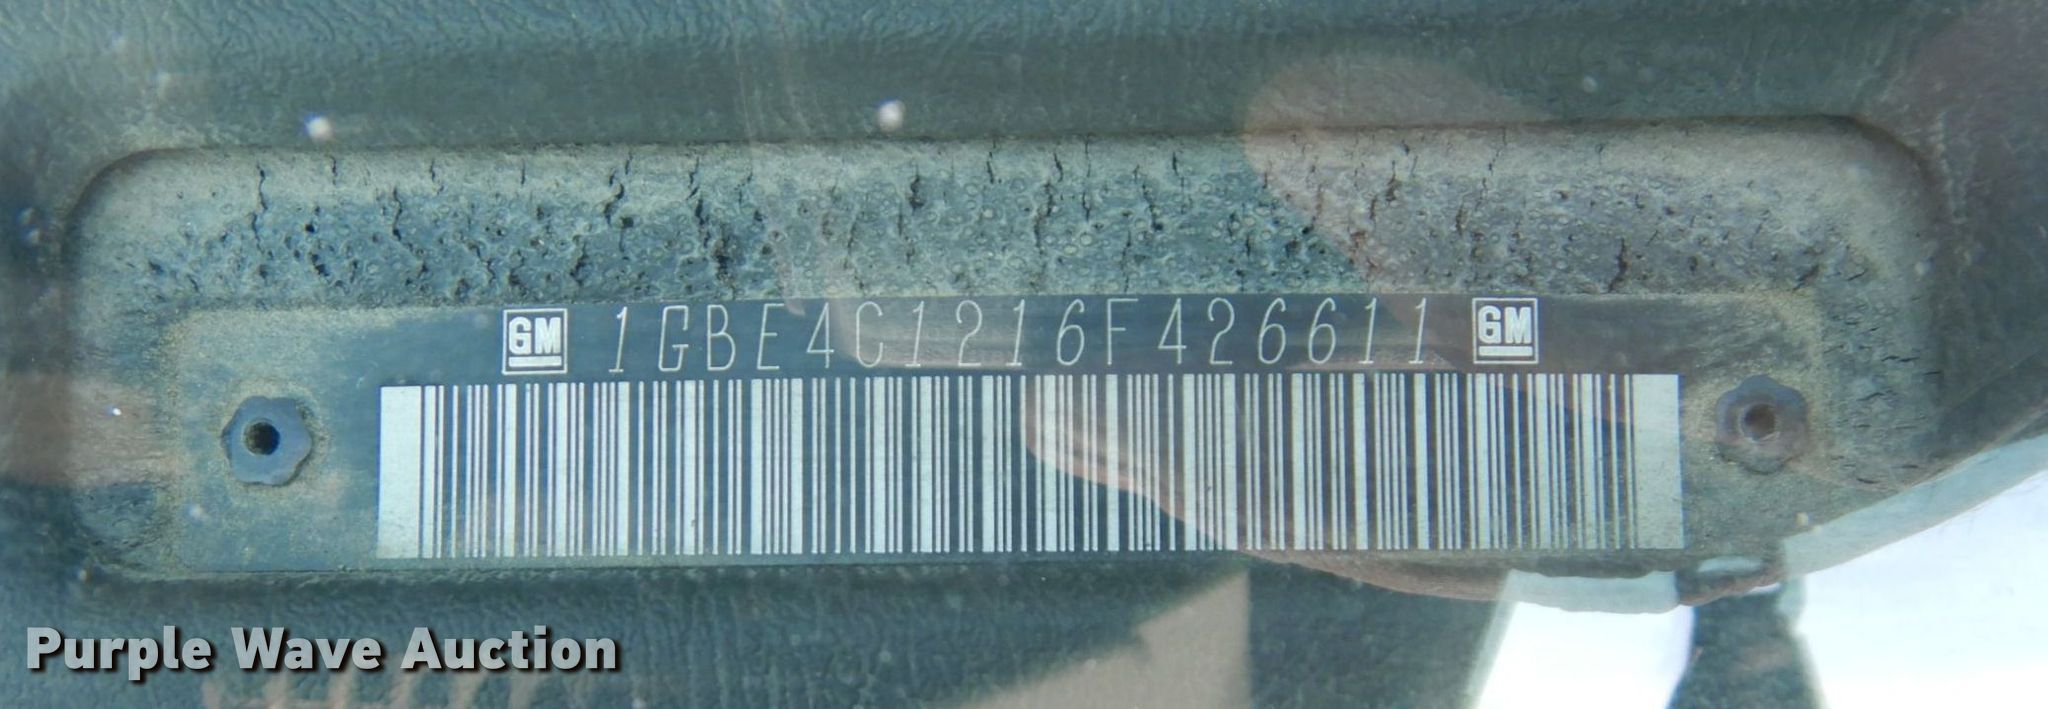 GM 1GBE4C1216F426611 GM
Purple Wave Auction